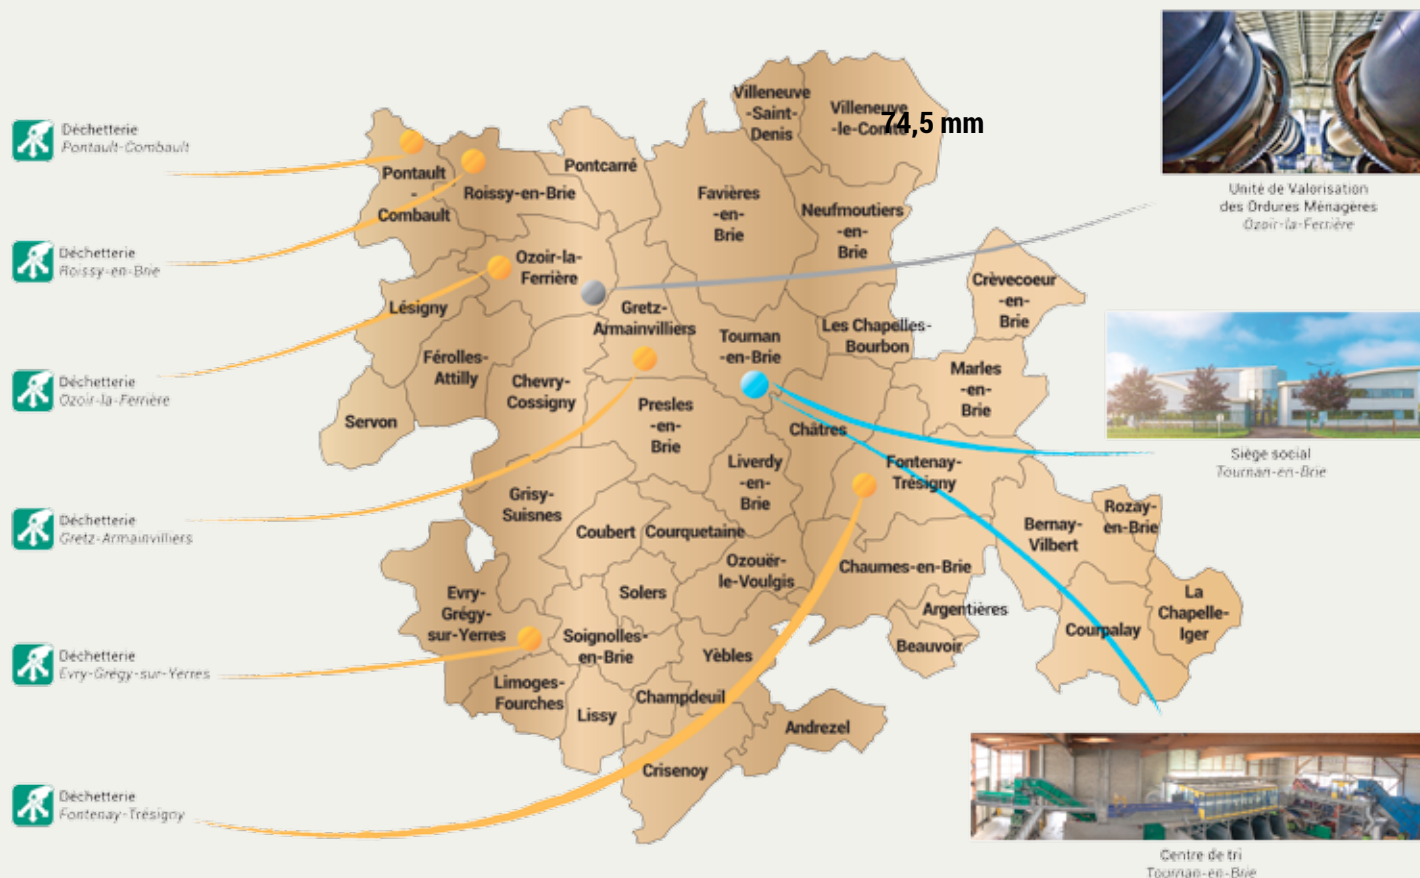 Déchetterie
Pontault-Combault
Déchetterie
Roissy-en-Brie
Déchetterie
Ozoir-la-Ferrière
Déchetterie
Gretz-Armainvilliers
Déchetterie
Evry-Grégy-sur-Yerres
Déchetterie
Fontenay-Trésigny
Villeneuve
-Saint-
Denis
Villeneuve
-le-Comte
74,5 mm
Pontault
-
Combault
Roissy-en-Brie
Pontcarré
Favières
-en-
Brie
Neufmoutiers
-en-
Brie
Ozoir-la-
Ferrière
Lésigny
Gretz-
Armainvilliers
Tournan
-en-Brie
Les Chapelles-
Bourbon
Crèvecoeur
-en-
Brie
Férolles-
Attilly
Chevry-
Cossigny
Presles
-en-
Brie
Marles
-en-
Brie
Servon
Châtres
Liverdy
-en-
Brie
Fontenay-
Trésigny
Grisy-
Suisnes
Coubert
Courquetaine
Bernay-
Vilbert
Rozay-
en-Brie
Ozouër-
le-Voulgis
Chaumes-en-Brie
Evry-
Grégy-
sur-Yerres
Solers
Argentières
La
Chapelle-
Iger
Soignolles-
en-Brie
Yèbles
Beauvoir
Courpalay
Limoges-
Fourches
Lissy
Champdeuil
Andrezel
Crisenoy
Unité de Valorisation
des Ordures Ménagères
Ozoir-la-Ferrière
Siège social
Tournan-en-Brie
Centre de tri
Tournan-en-Brie